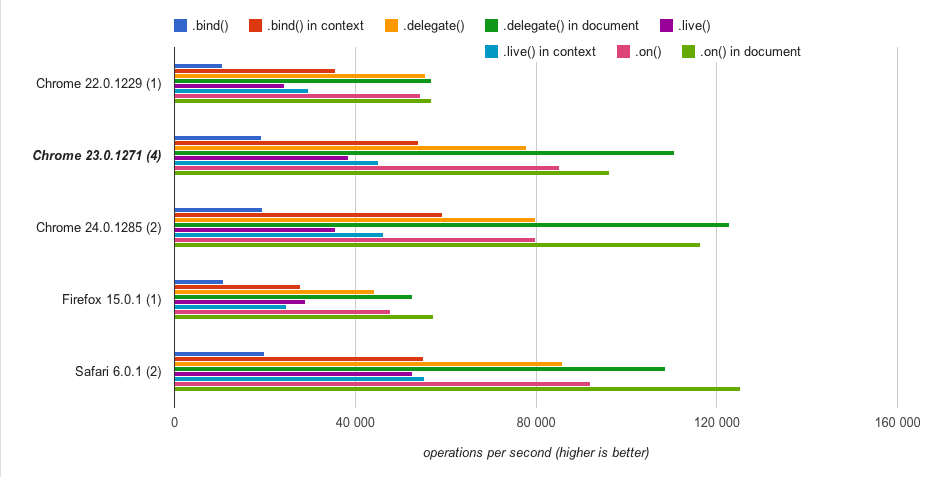 .bind() .bind() in context .delegate() .delegate() in document .live()
.live() in context .on() .on() in document
Chrome 22.0.1229 (1)
Chrome 23.0.1271 (4)
Chrome 24.0.1285 (2)
Firefox 15.0.1 (1)
Safari 6.0.1 (2)
0 40 000 80 000 120 000 160 000
operations per second (higher is better)